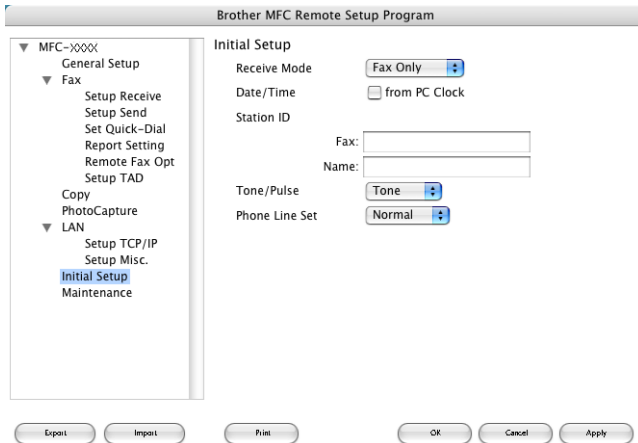 Brother MFC Remote Setup Program
MFC-XXXX
General Setup
Fax
Setup Receive
Setup Send
Set Quick-Dial
Report Setting
Remote Fax Opt
Setup TAD
Copy
PhotoCapture
LAN
Setup TCP/IP
Setup Misc.
Initial Setup
Maintenance
Initial Setup
Receive Mode Fax Only
Date/Time from PC Clock
Station ID
Fax:
Name:
Tone/Pulse Tone
Phone Line Set Normal
Export Import Print OK Cancel Apply